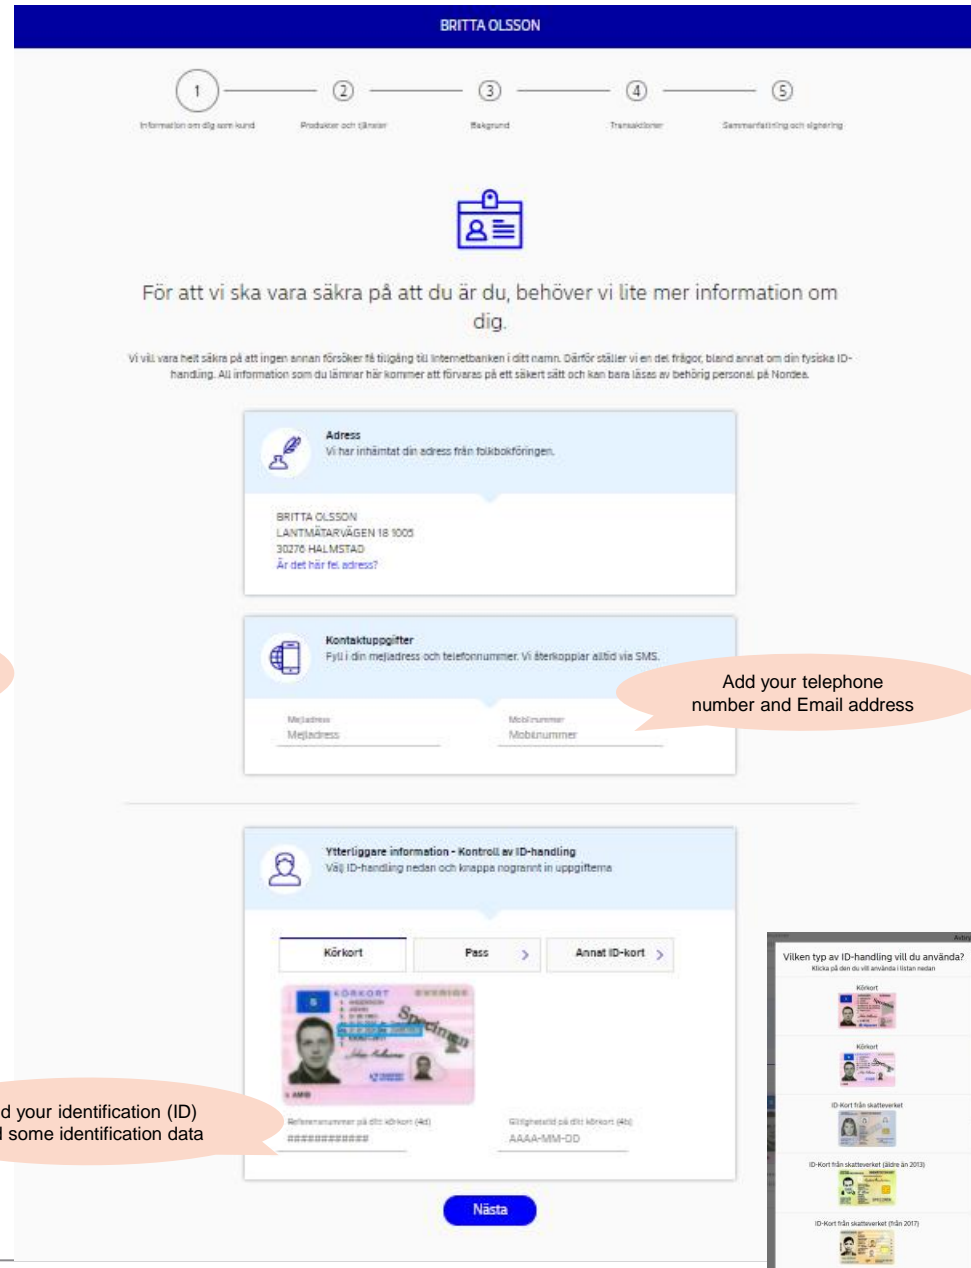 BRITTA OLSSON
1
2
3
4
5
Information om dig som kund
Produkter och tjänster
Bakgrund
Transaktioner
Sammanfattning och signering
För att vi ska vara säkra på att du är du, behöver vi lite mer information om
dig.
Vi vill vara helt säkra på att ingen annan försöker få tillgång till Internetbanken i ditt namn. Därför ställer vi en del frågor, bland annat om din fysiska ID-
handling. All information som du lämnar här kommer att förvaras på ett säkert sätt och kan bara läsas av behörig personal på Nordea.
Adress
Vi har inhämtat din adress från folkbokföringen.
BRITTA OLSSON
LANTMÄTARVÄGEN 18 1005
30276 HALMSTAD
Är det här fel adress?
Kontaktuppgifter
Fyll i din mejladress och telefonnummer. Vi återkopplar alltid via SMS.
Add your telephone
number and Email address
Mejladress
Mejladress
Mobilnummer
Mobilnummer
Ytterliggare information - Kontroll av ID-handling
Välj ID-handling nedan och knappa nogrannt in uppgifterna
Körkort
Pass
Annat ID-kort
KÖRKORT SVERIGE
Specimen
d your identification (ID)
d some identification data
Referensnummer på ditt körkort (4d)
############
Giltighetstid på ditt körkort (4b)
AAAA-MM-DD
Nästa
Vilken typ av ID-handling vill du använda?
Klicka på den du vill använda i listan nedan
Körkort
Körkort
ID-Kort från skatteverket
ID-Kort från skatteverket (äldre än 2013)
ID-Kort från skatteverket (från 2017)